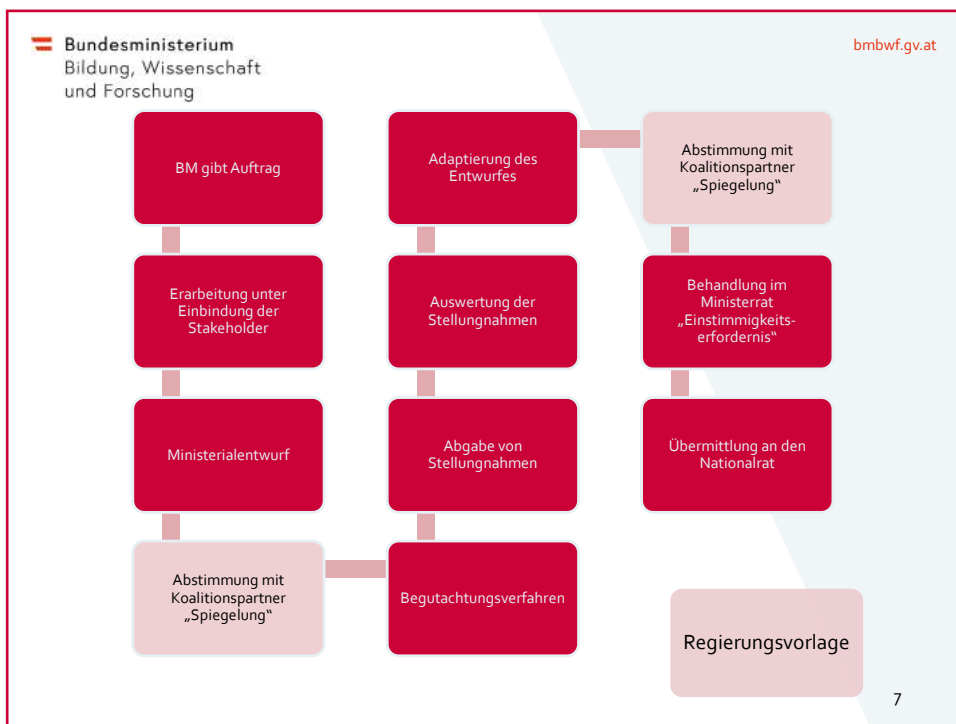 Bundesministerium
Bildung, Wissenschaft
und Forschung
bmbwf.gv.at
BM gibt Auftrag
Erarbeitung unter
Einbindung der
Stakeholder
Ministerialentwurf
Abstimmung mit
Koalitionspartner
„Spiegelung“
Begutachtungsverfahren
Abgabe von
Stellungnahmen
Auswertung der
Stellungnahmen
Adaptierung des
Entwurfes
Abstimmung mit
Koalitionspartner
„Spiegelung“
Behandlung im
Ministerrat
„Einstimmigkeits-
erfordernis“
Übermittlung an den
Nationalrat
Regierungsvorlage
7